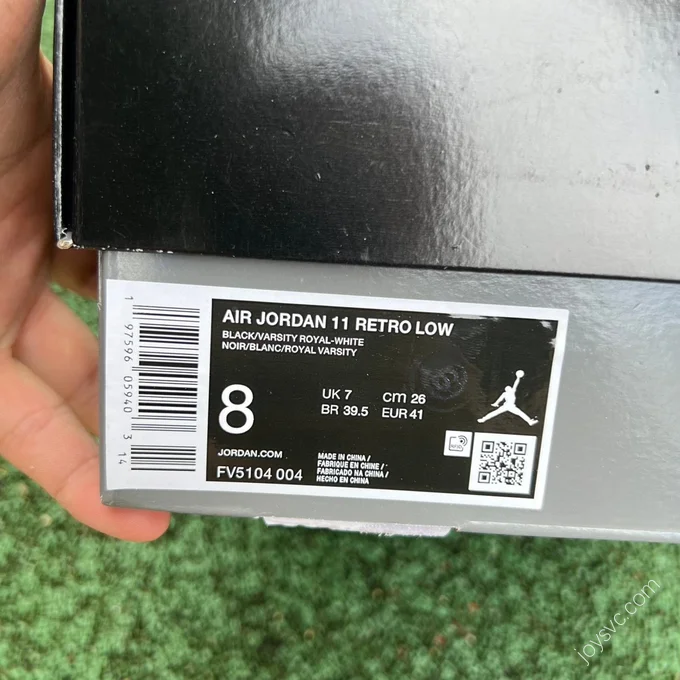 AIR JORDAN 11 RETRO LOW
BLACK/VARSITY ROYAL-WHITE
NOIR/BLANC/ROYAL VARSITY
8
UK 7 cm 26
BR 39.5 EUR 41
JORDAN.COM
FV5104 004
MADE IN CHINA /
FABRIQUE EN CHINE /
FABRICADO NA CHINA /
HECHO EN CHINA
RFID
1 97596 05940 3 14
joysvc.com